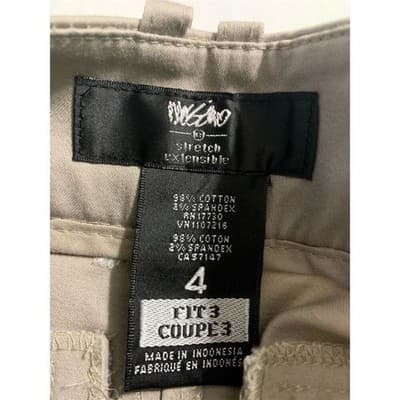 mossimo
stretch
extensible
98% COTTON
2% SPANDEX
RN17730
VN1107216
98% COTON
2% SPANDEX
CA57147
4
FIT 3
COUPE 3
MADE IN INDONESIA
FABRIQUÉ EN INDONÉS